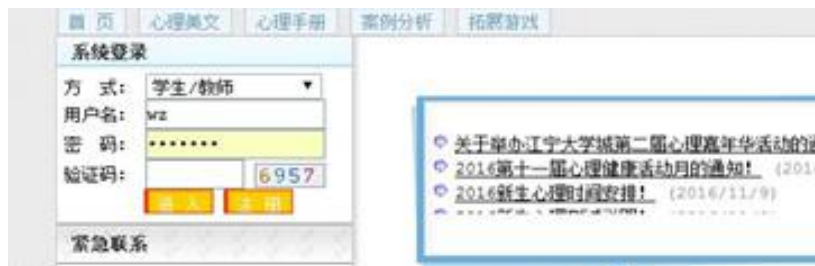 首 页 心理美文 心理手册 案例分析 拓展游戏
系统登录
方 式: 学生/教师
用户名: wz
密 码: •••••••
验证码: 6957
紧急联系
关于举办江宁大学城第二届心理嘉年华活动的
2016第十一届心理健康活动月的通知! (201
2016新生心理时间安排! (2016/11/9)